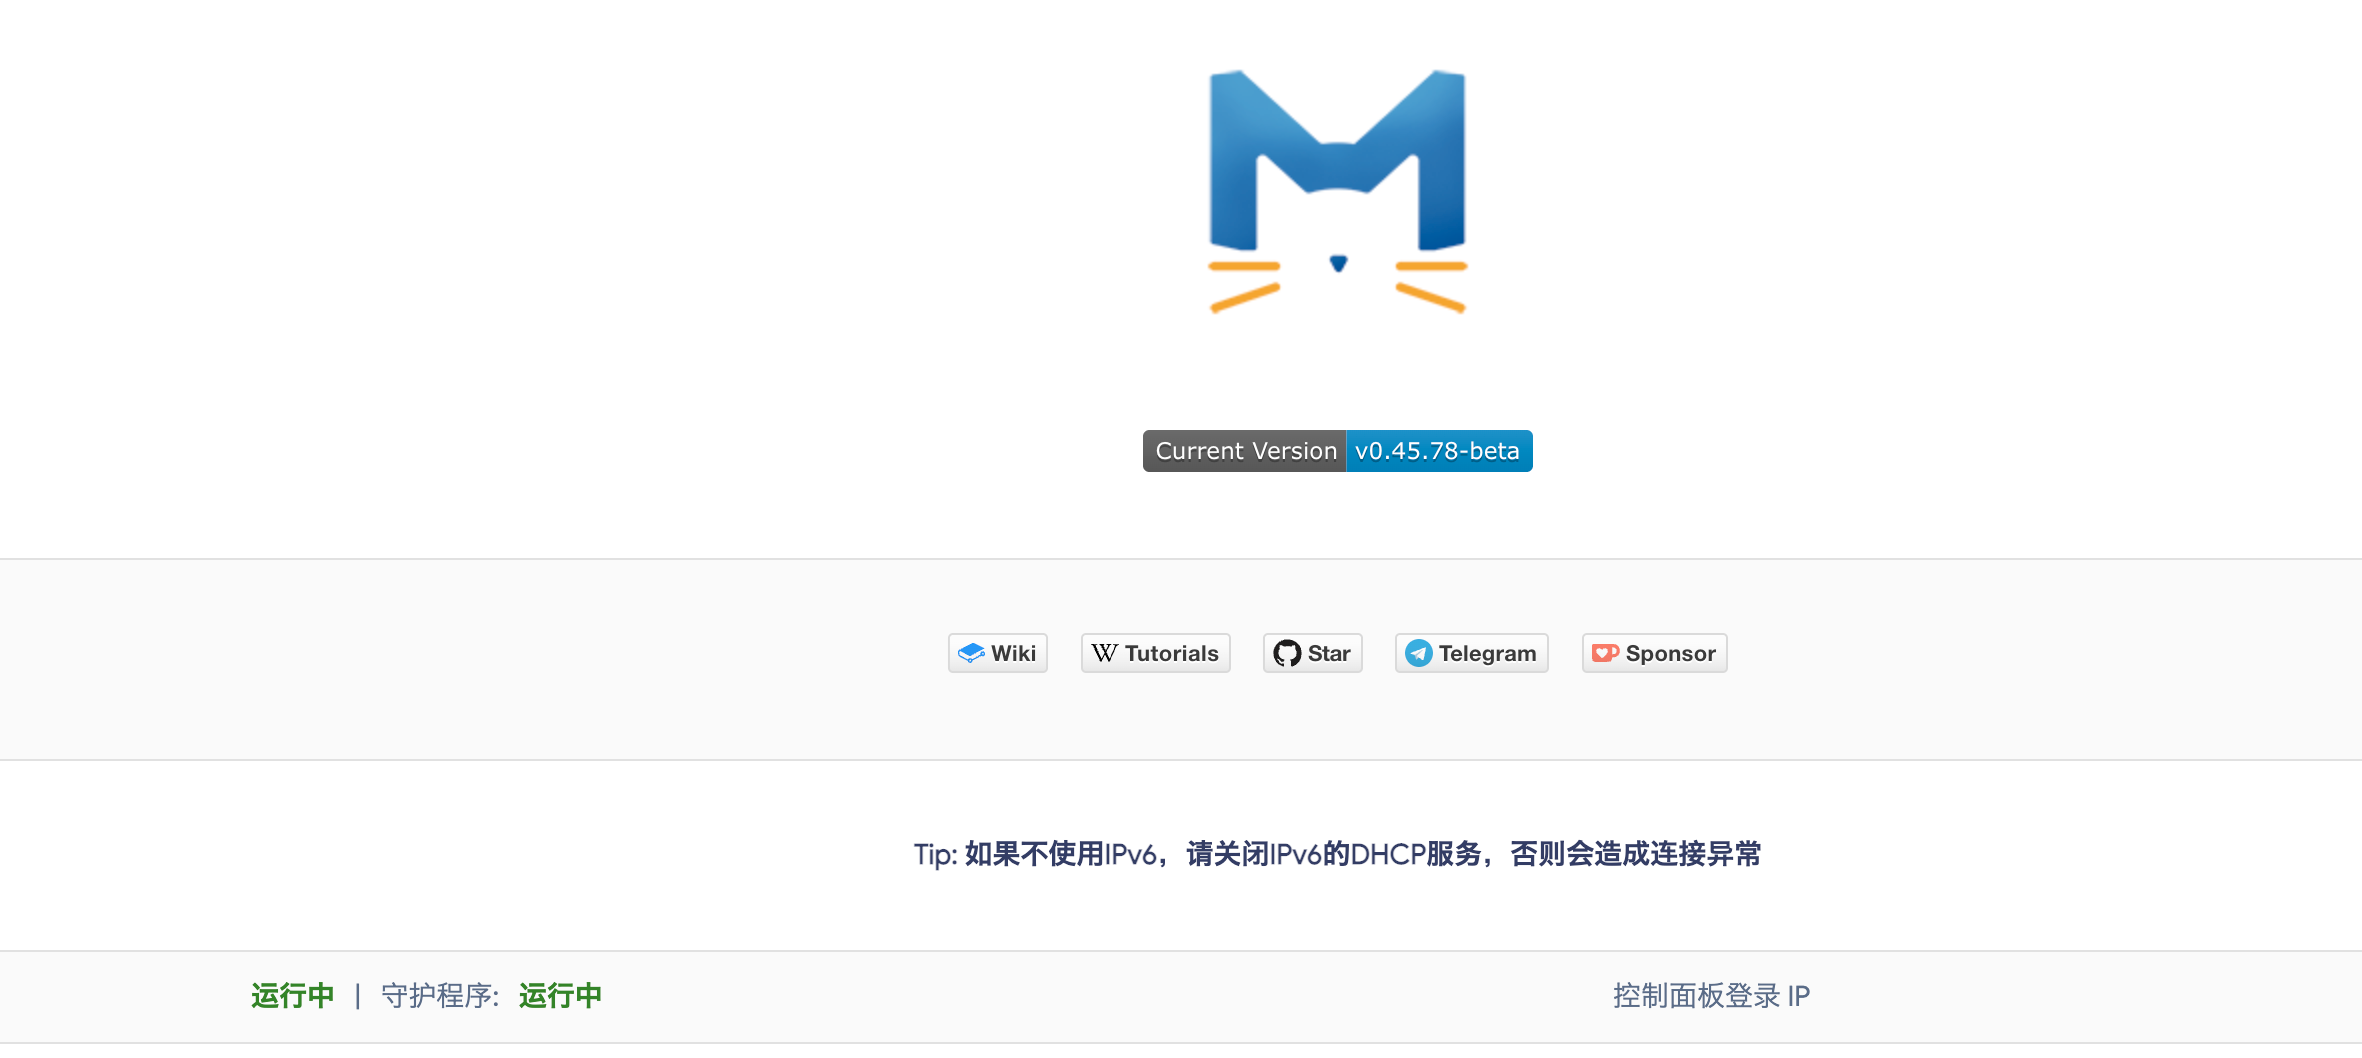 Current Version v0.45.78-beta
Wiki Tutorials Star Telegram Sponsor
Tip: 如果不使用IPv6，请关闭IPv6的DHCP服务，否则会造成连接异常
运行中 | 守护程序: 运行中 控制面板登录 IP